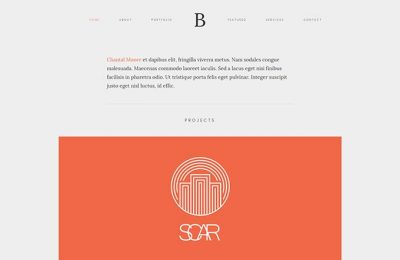 HOME ABOUT PORTFOLIO B FEATURES SERVICES CONTACT
Chantal Moore et dapibus elit, fringilla viverra metus. Nam sodales congue
malesuada. Maecenas commodo laoreet iaculis. Sed a lacus eget nisi finibus
facilisis in pharetra odio. Ut tristique porta felis eget pulvinar. Integer suscipit
justo eget nisl luctus, id effic.
PROJECTS
SCAR